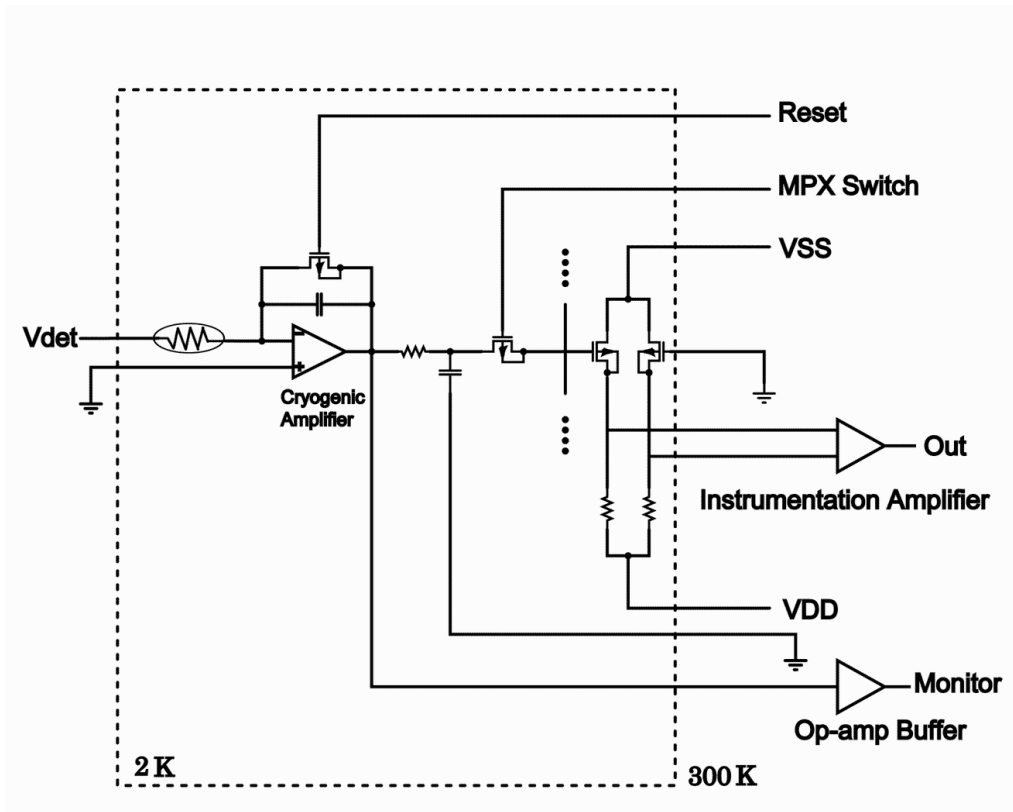 Reset
MPX Switch
VSS
Vdet
Cryogenic
Amplifier
Out
Instrumentation Amplifier
VDD
Monitor
Op-amp Buffer
2 K
300 K